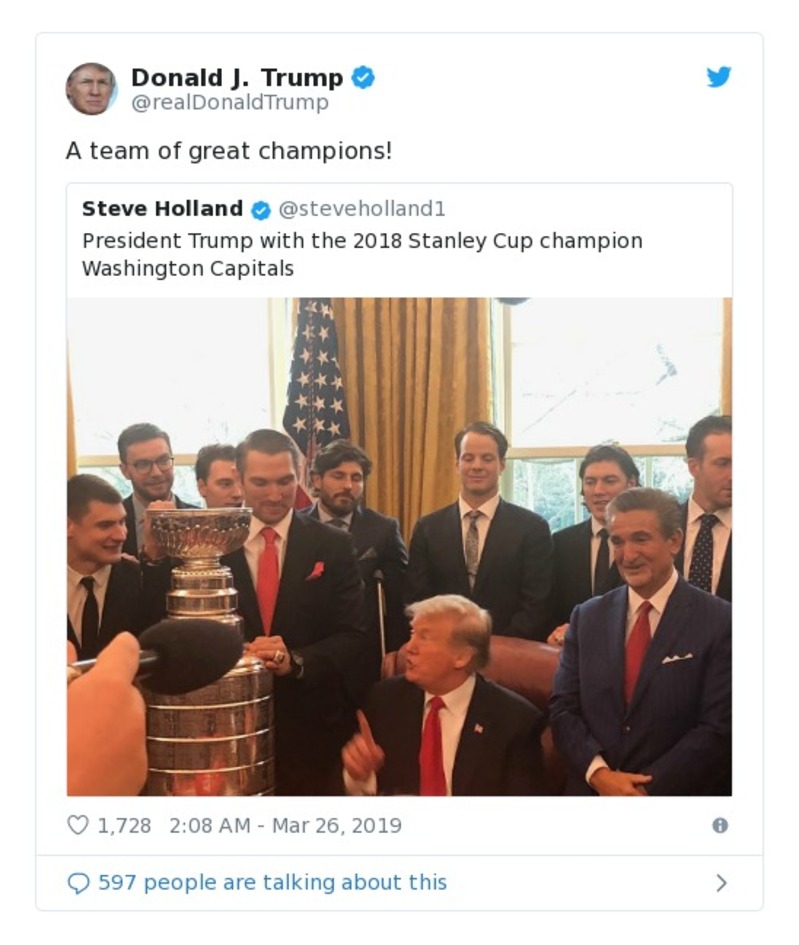 Donald J. Trump
@realDonaldTrump
A team of great champions!
Steve Holland @steveholland1
President Trump with the 2018 Stanley Cup champion
Washington Capitals
1,728 2:08 AM - Mar 26, 2019
597 people are talking about this